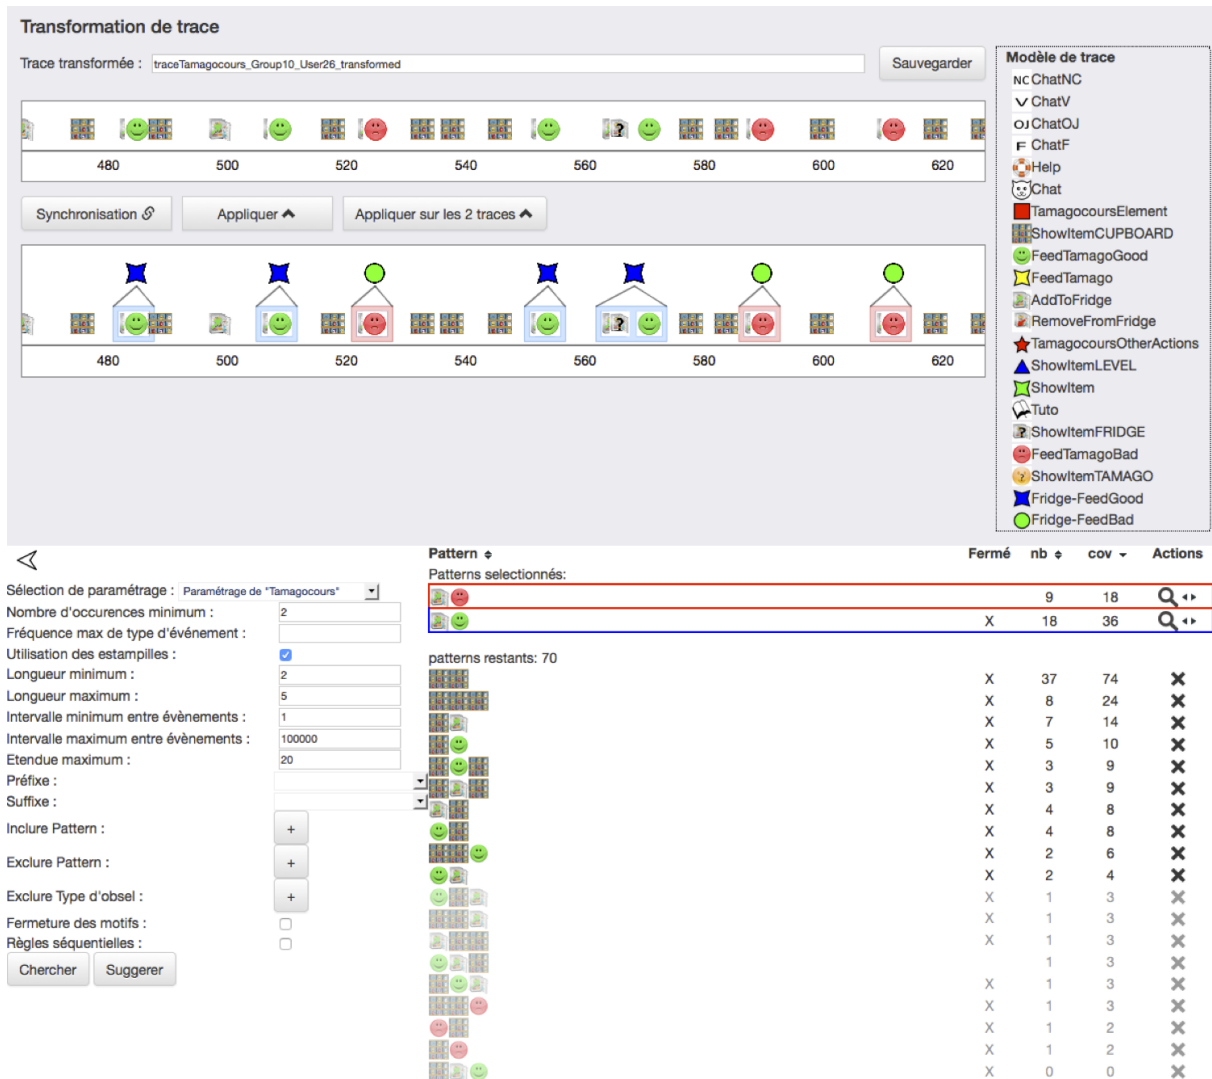 Transformation de trace
Trace transformée : traceTamagocours_Group10_User26_transformed Sauvegarder
480 500 520 540 560 580 600 620
Synchronisation Appliquer Appliquer sur les 2 traces
480 500 520 540 560 580 600 620
Modèle de trace
NC ChatNC
V ChatV
OJ ChatOJ
F ChatF
Help
Chat
TamagocoursElement
ShowItemCUPBOARD
FeedTamagoGood
FeedTamago
AddToFridge
RemoveFromFridge
TamagocoursOtherActions
ShowItemLEVEL
ShowItem
Tuto
ShowItemFRIDGE
FeedTamagoBad
ShowItemTAMAGO
Fridge-FeedGood
Fridge-FeedBad
Sélection de paramétrage : Paramétrage de "Tamagocours"
Nombre d'occurences minimum : 2
Fréquence max de type d'événement :
Utilisation des estampilles :
Longueur minimum : 2
Longueur maximum : 5
Intervalle minimum entre évènements : 1
Intervalle maximum entre évènements : 100000
Etendue maximum : 20
Préfixe :
Suffixe :
Inclure Pattern : +
Exclure Pattern : +
Exclure Type d'obsel : +
Fermeture des motifs :
Règles séquentielles :
Chercher Suggerer
Pattern Fermé nb cov Actions
Patterns selectionnés:
9 18
X 18 36
patterns restants: 70
X 37 74
X 8 24
X 7 14
X 5 10
X 3 9
X 3 9
X 4 8
X 4 8
X 2 6
X 2 4
X 1 3
X 1 3
X 1 3
1 3
X 1 3
X 1 3
X 1 2
X 1 2
X 0 0